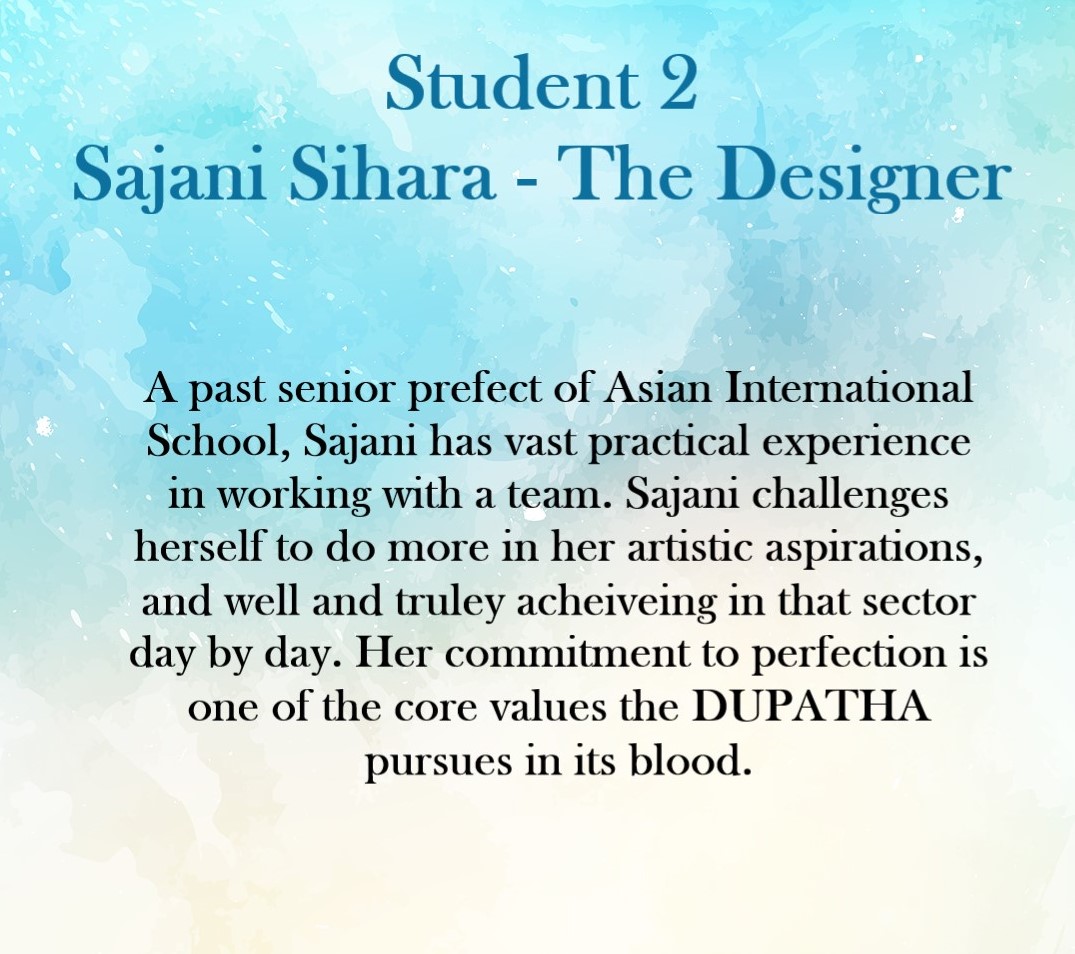 Student 2
Sajani Sihara - The Designer
A past senior prefect of Asian International
School, Sajani has vast practical experience
in working with a team. Sajani challenges
herself to do more in her artistic aspirations,
and well and truley acheiveing in that sector
day by day. Her commitment to perfection is
one of the core values the DUPATHA
pursues in its blood.